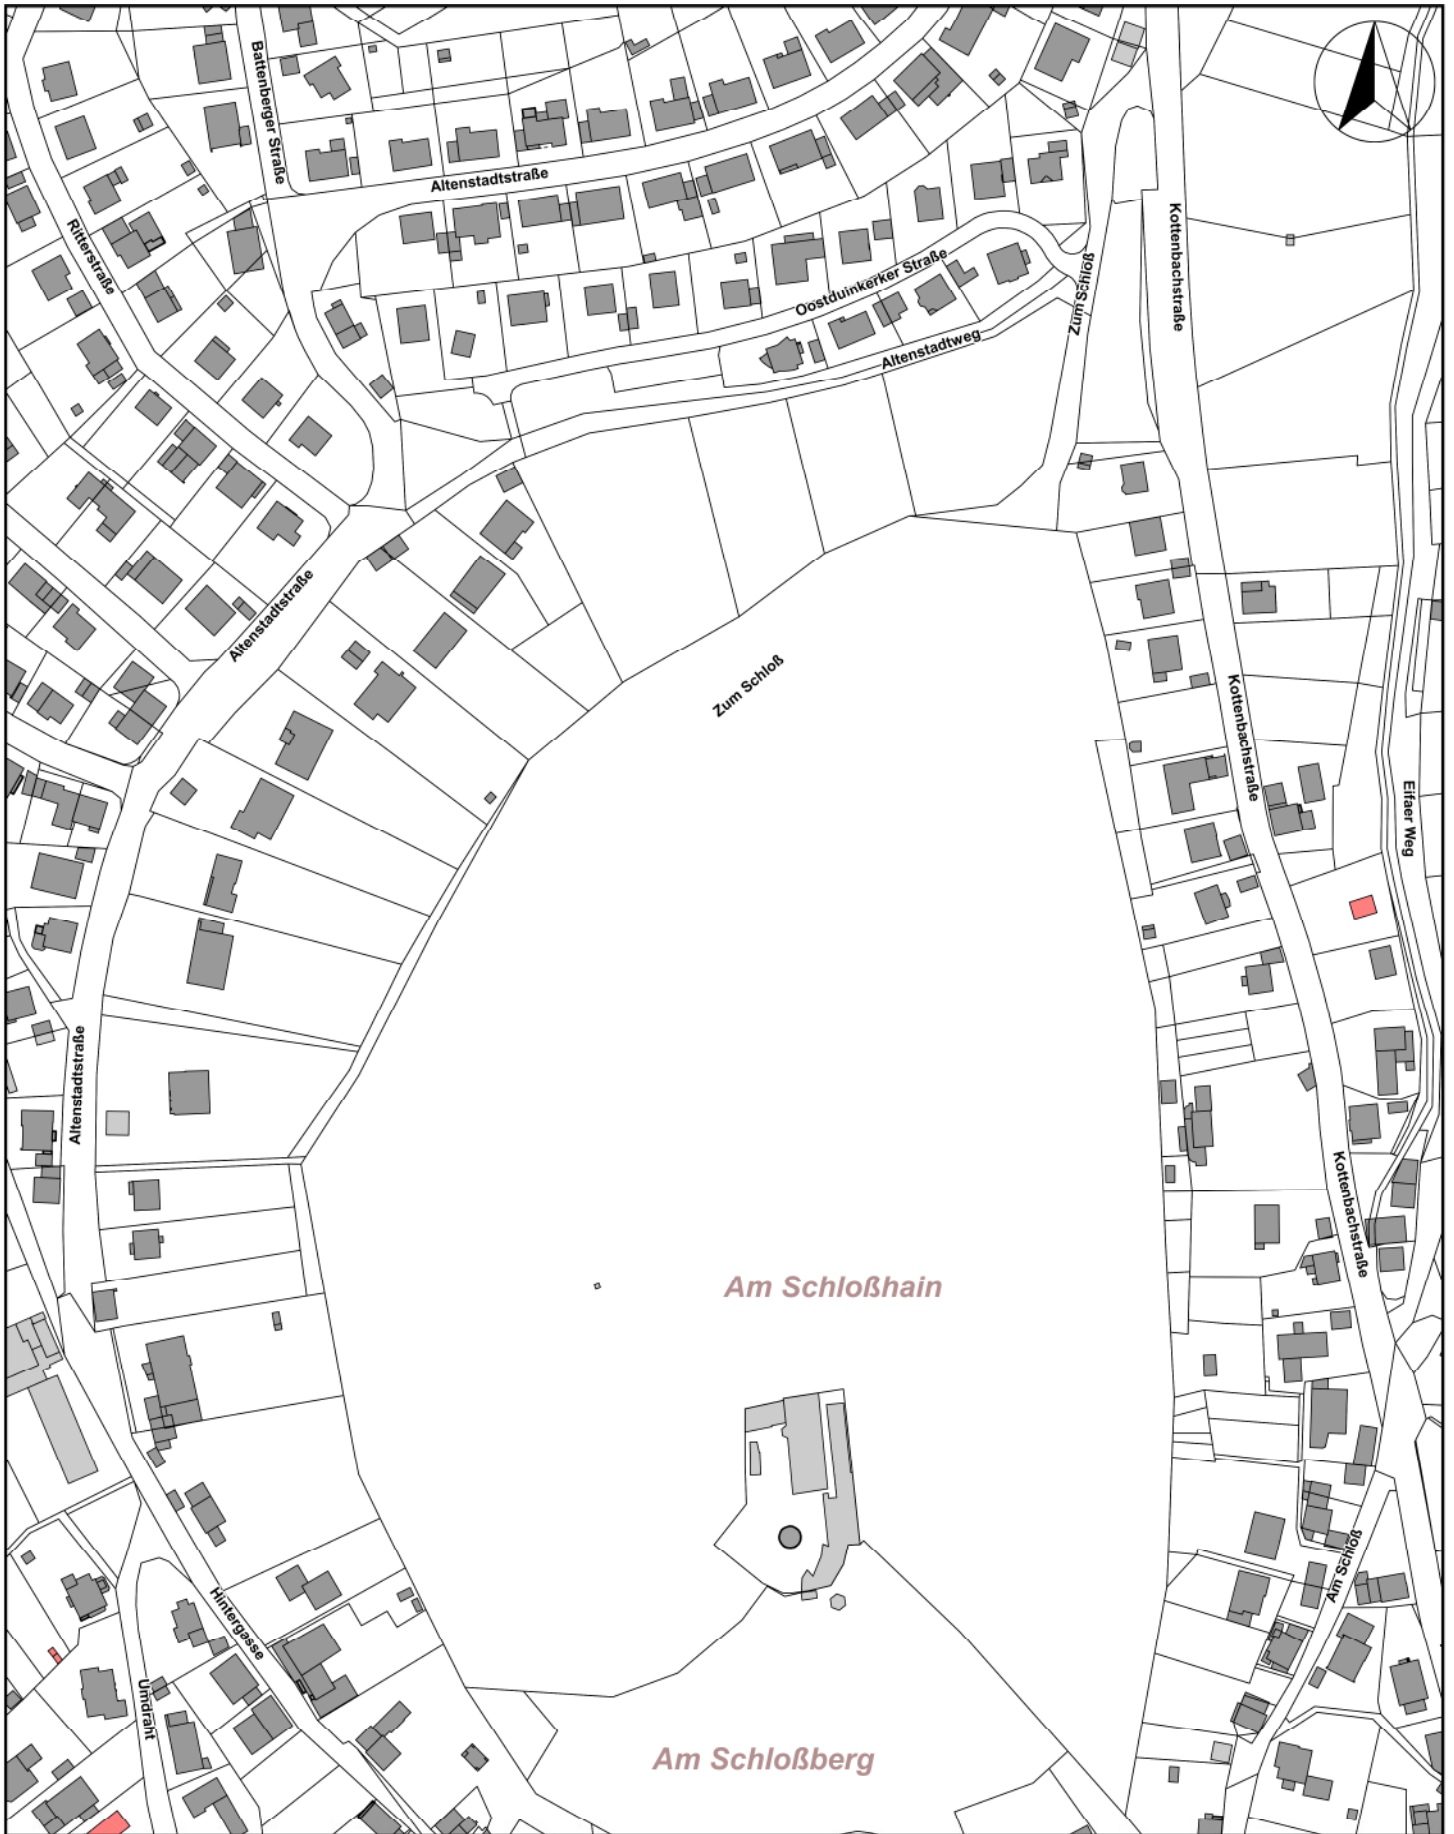 Battenberger Straße
Altenstadtstraße
Ritterstraße
Kottenbachstraße
Oostduinkerker Straße
Zum Schloß
Altenstadtweg
Altenstadtstraße
Zum Schloß
Kottenbachstraße
Eifaer Weg
Altenstadtstraße
Kottenbachstraße
Am Schloßhain
Am Schloß
Hintergasse
Umdraht
Am Schloßberg